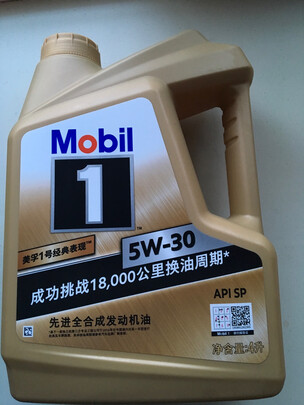 Mobil
1
美孚1号经典表现™
5W-30
成功挑战18,000公里换油周期*
API SP
先进全合成发动机油
净含量:4升